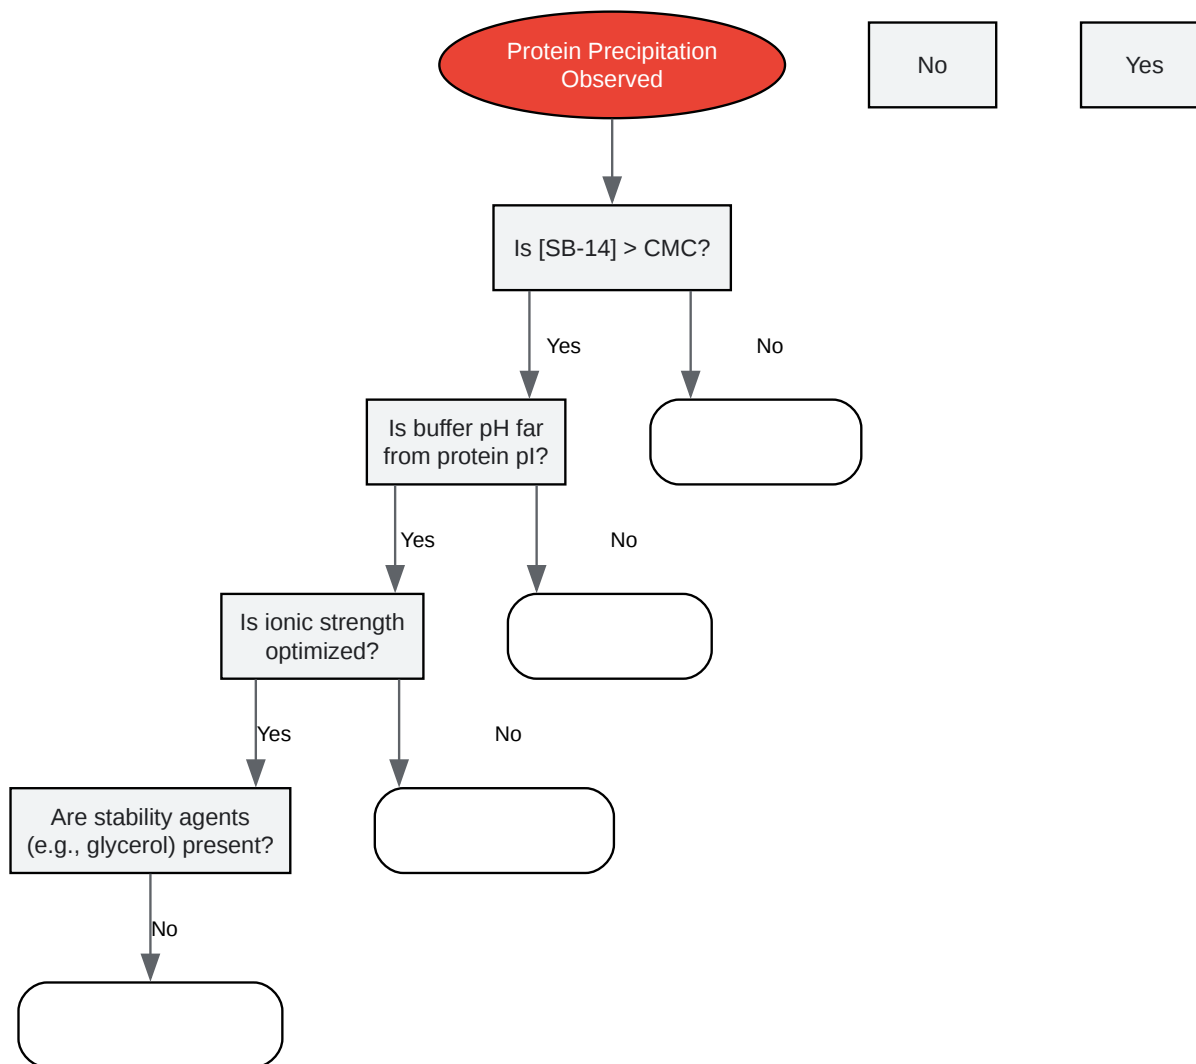 Protein Precipitation
Observed
No
Yes
Is [SB-14] > CMC?
Yes
No
Is buffer pH far
from protein pI?
Yes
No
Is ionic strength
optimized?
Yes
No
Are stability agents
(e.g., glycerol) present?
No